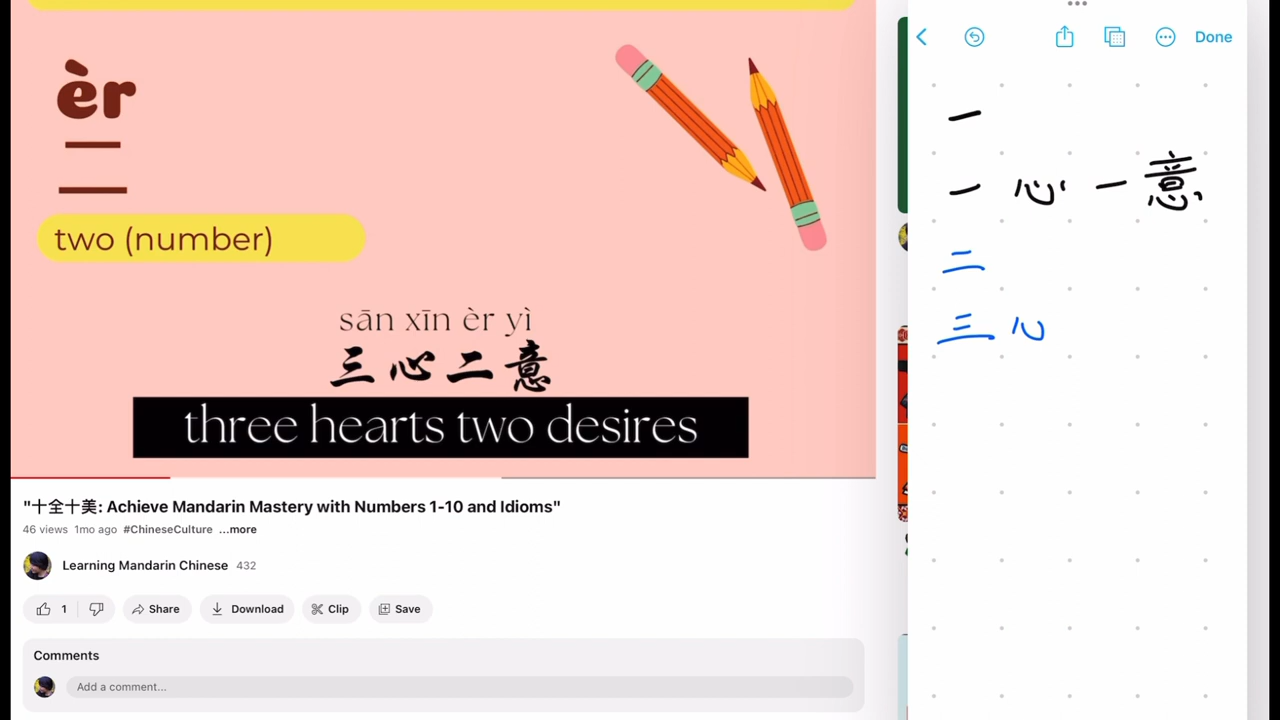 èr
二
two (number)
sān xīn èr yì
三心二意
three hearts two desires
"十全十美: Achieve Mandarin Mastery with Numbers 1-10 and Idioms"
46 views 1mo ago #ChineseCulture ...more
Learning Mandarin Chinese 432
1 Share Download Clip Save
Comments
Add a comment...
Done
一
一心一意
二
三心